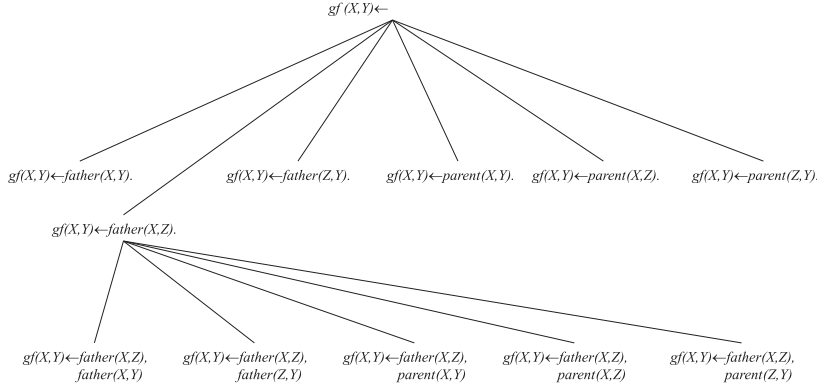 gf (X,Y)←
gf(X,Y)←father(X,Y).
gf(X,Y)←father(Z,Y).
gf(X,Y)←parent(X,Y).
gf(X,Y)←parent(X,Z).
gf(X,Y)←parent(Z,Y).
gf(X,Y)←father(X,Z).
gf(X,Y)←father(X,Z),
father(X,Y)
gf(X,Y)←father(X,Z),
father(Z,Y)
gf(X,Y)←father(X,Z),
parent(X,Y)
gf(X,Y)←father(X,Z),
parent(X,Z)
gf(X,Y)←father(X,Z),
parent(Z,Y)